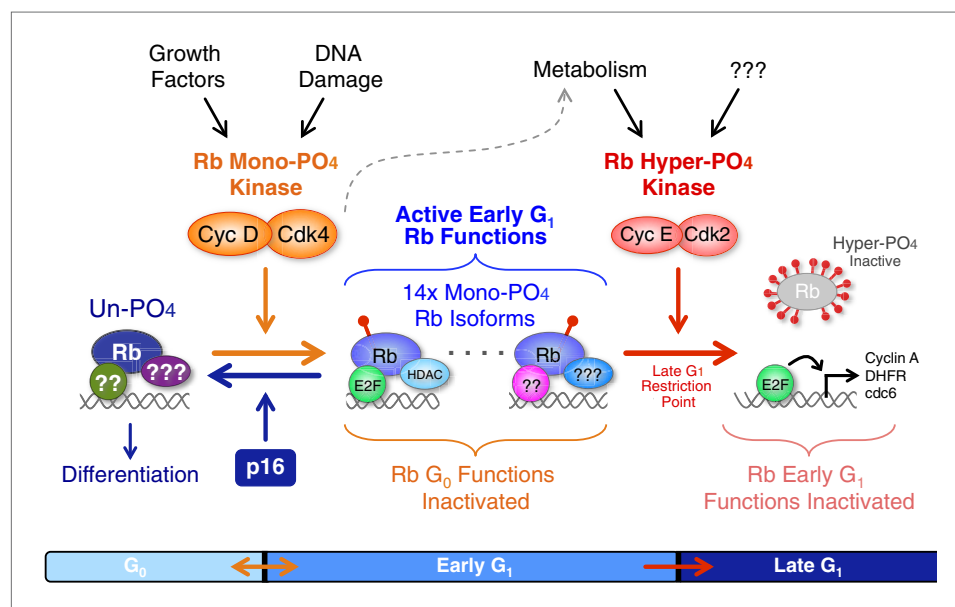 Growth
Factors
DNA
Damage
Metabolism
???
Rb Mono-PO4
Kinase
Rb Hyper-PO4
Kinase
Cyc D
Cdk4
Active Early G1
Rb Functions
Cyc E
Cdk2
Hyper-PO4
Inactive
Rb
14x Mono-PO4
Rb Isoforms
Un-PO4
Rb
??
???
Rb
E2F
HDAC
Rb
??
???
Late G1
Restriction
Point
E2F
Cyclin A
DHFR
cdc6
Differentiation
p16
Rb G0 Functions
Inactivated
Rb Early G1
Functions Inactivated
G0
Early G1
Late G1